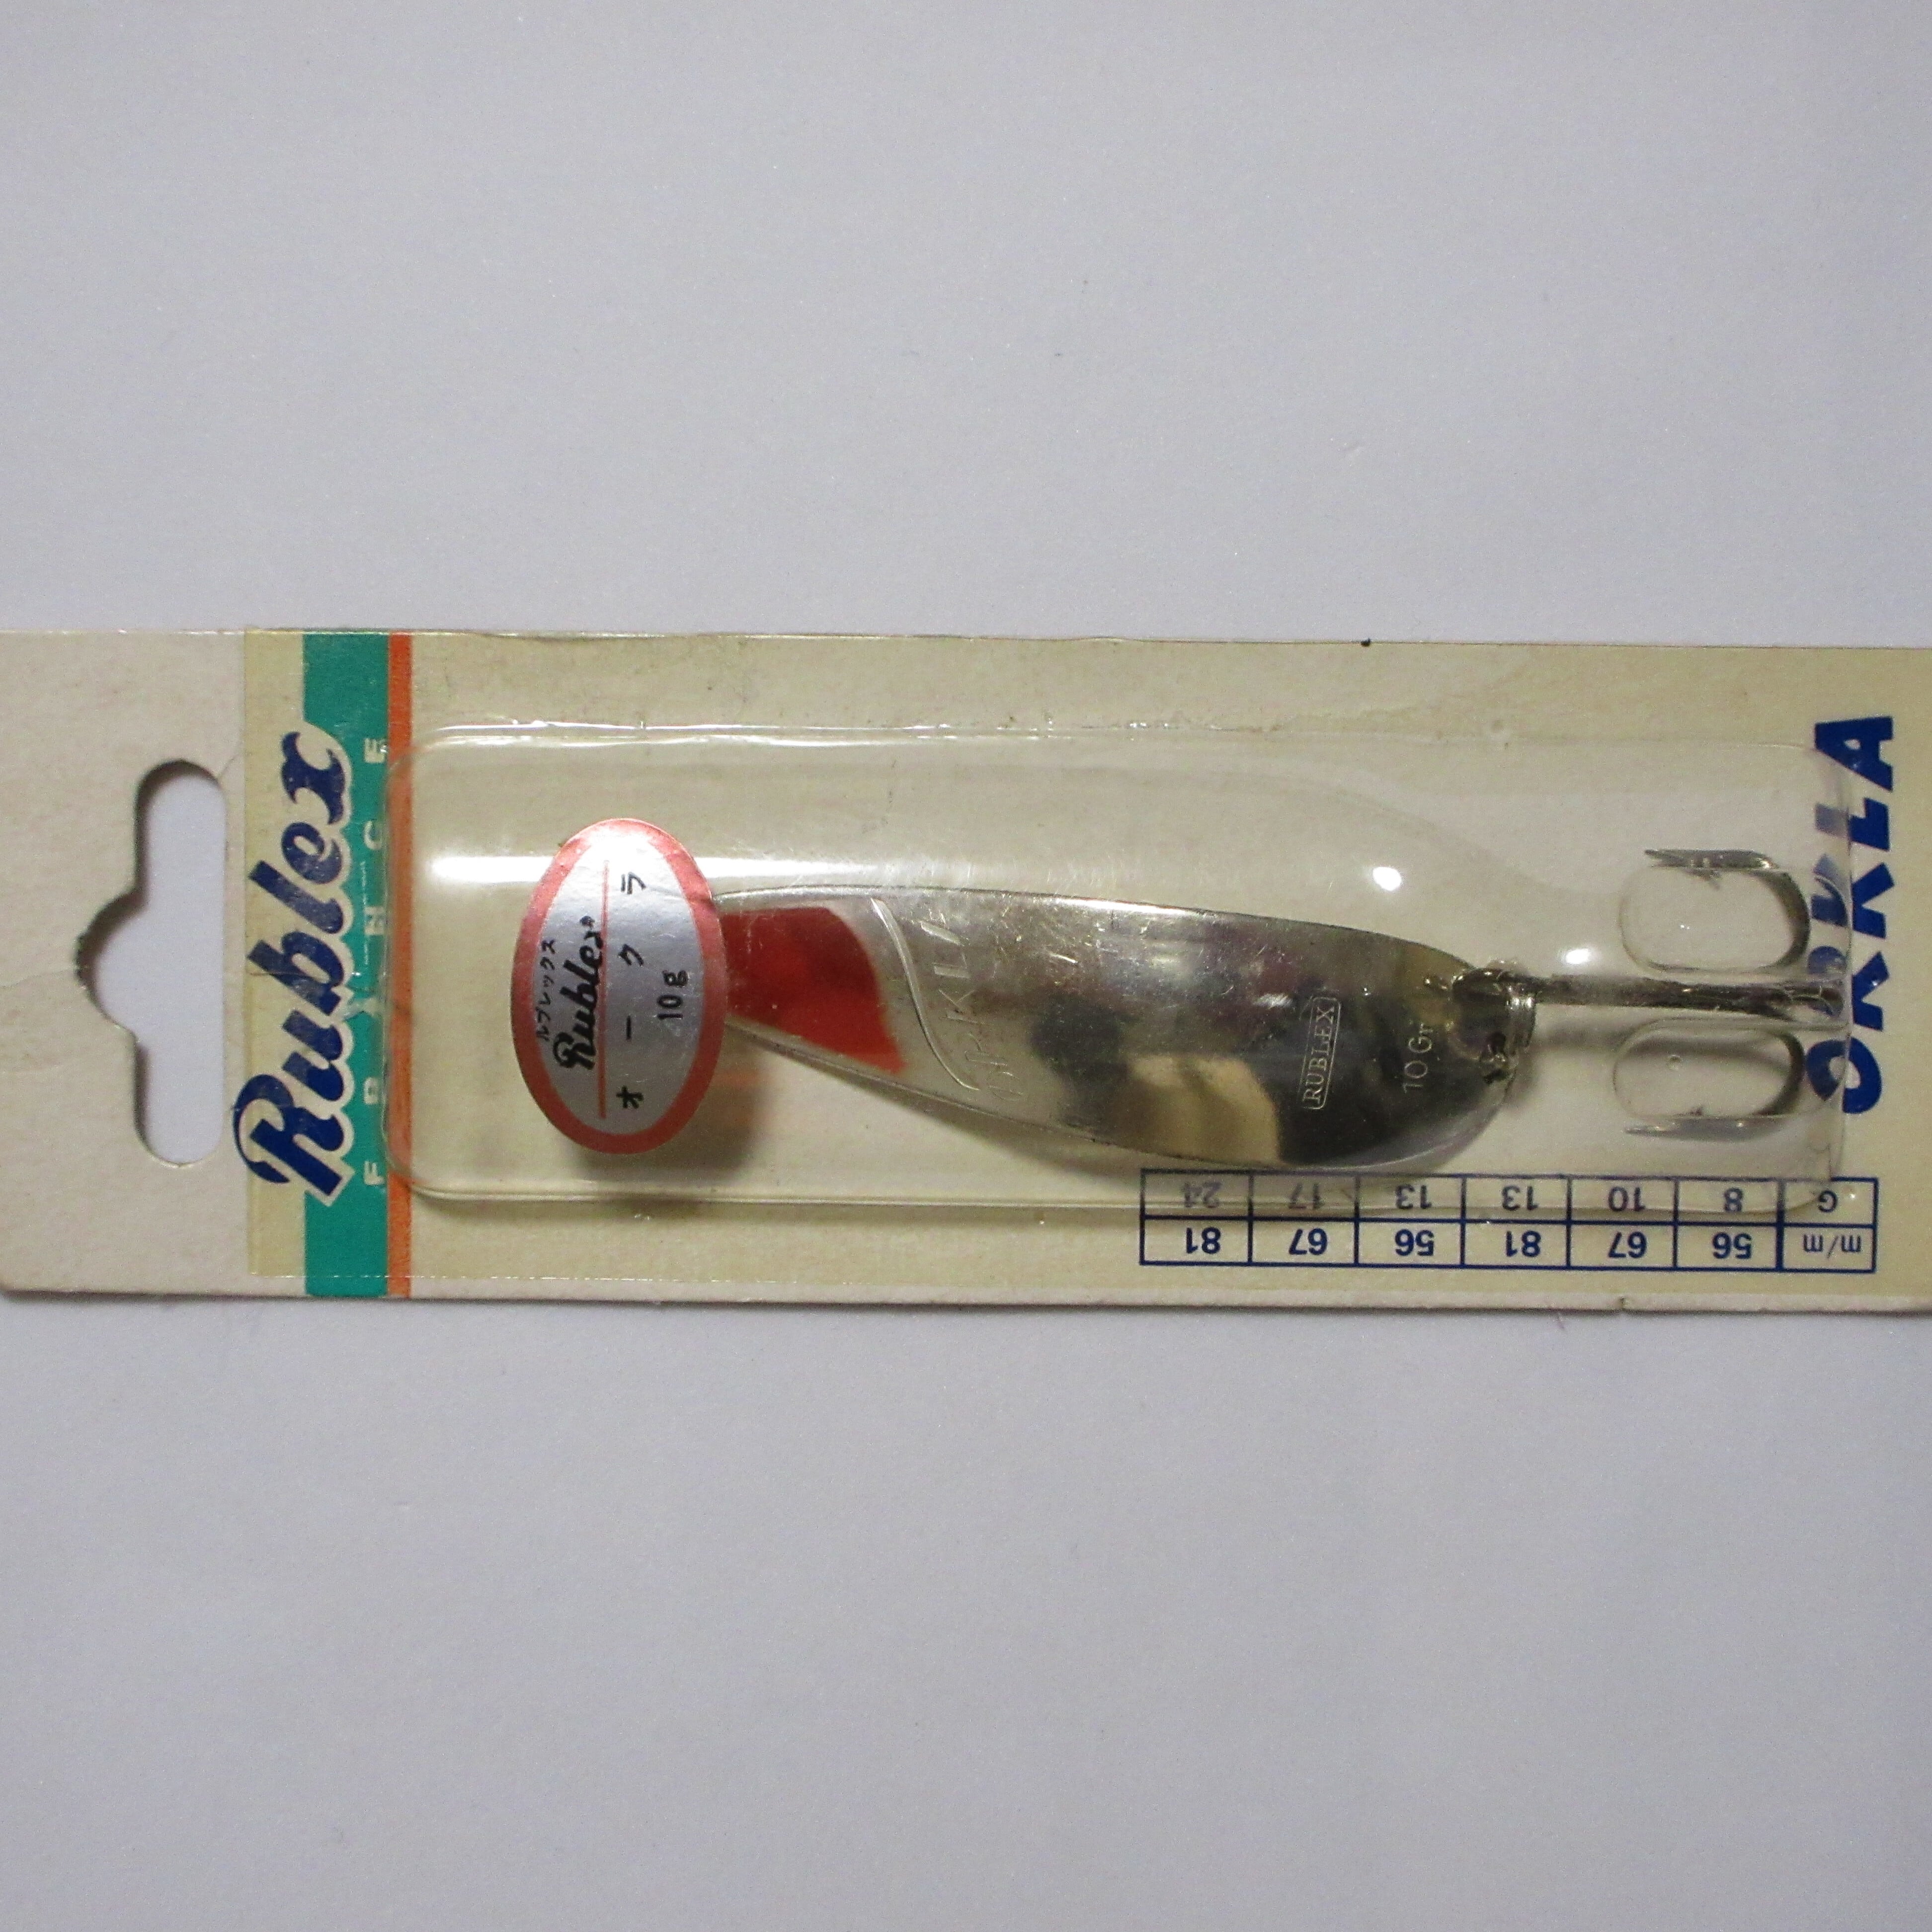 Rublex
FRANCE
ルブレックス
Rublex
オークラ
10g
ORKLA
RUBLEX
10 Gr
ORKLA
m/m 56 67 81 56 67 81
G 8 10 13 13 17 24